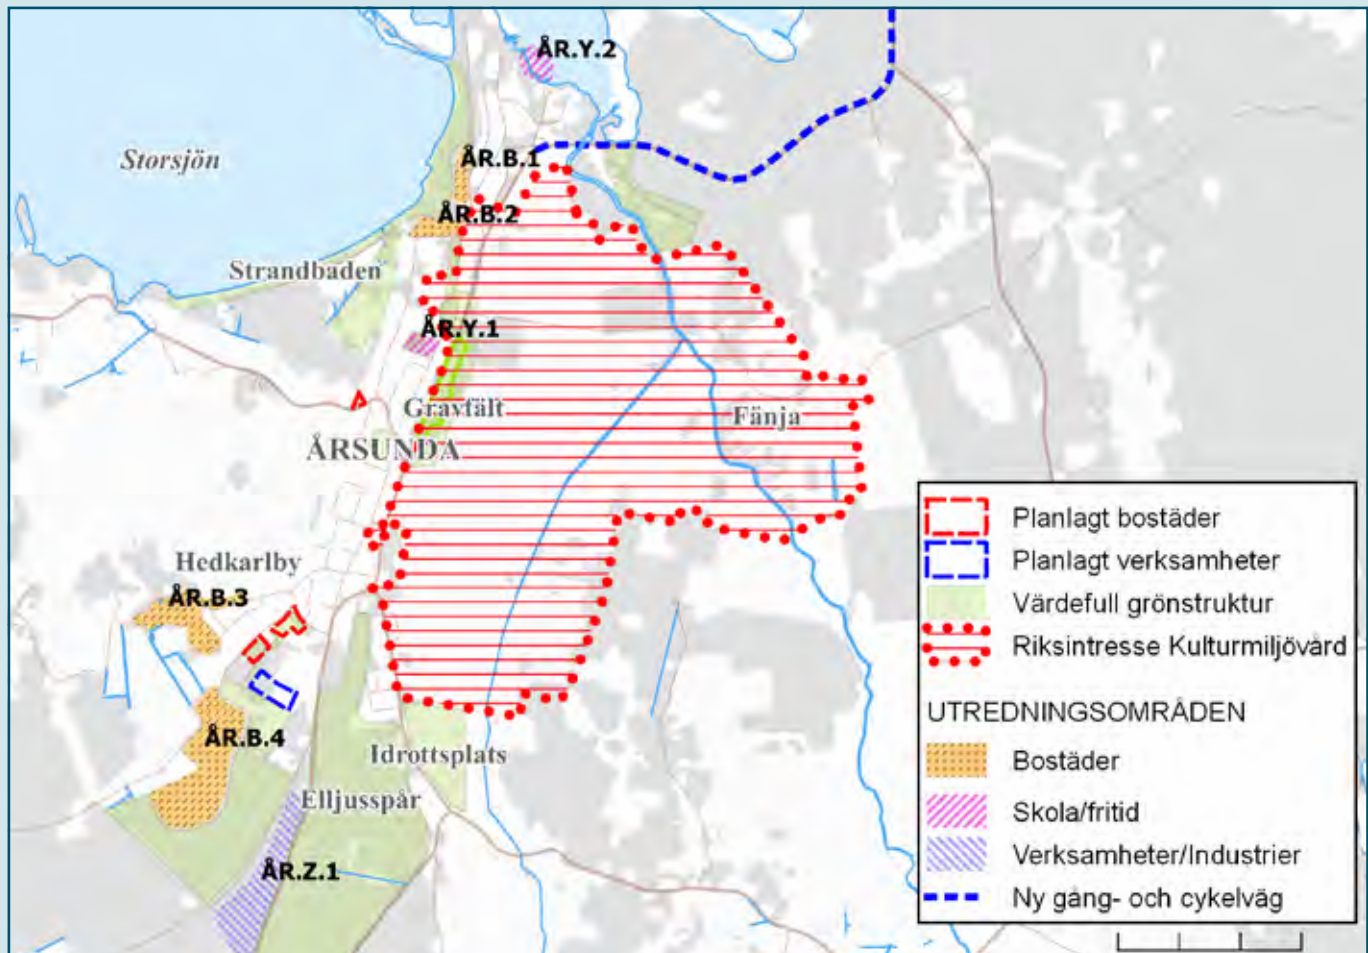 ÅR.Y.2
Storsjön
ÅR.B.1
ÅR.B.2
Strandbaden
ÅR.Y.1
Gravfält
Fänja
ÅRSUNDA
Hedkarlby
ÅR.B.3
ÅR.B.4
Idrottsplats
Elljusspår
ÅR.Z.1
Planlagt bostäder
Planlagt verksamheter
Värdefull grönstruktur
Riksintresse Kulturmiljövård
UTREDNINGSOMRÅDEN
Bostäder
Skola/fritid
Verksamheter/Industrier
Ny gång- och cykelväg